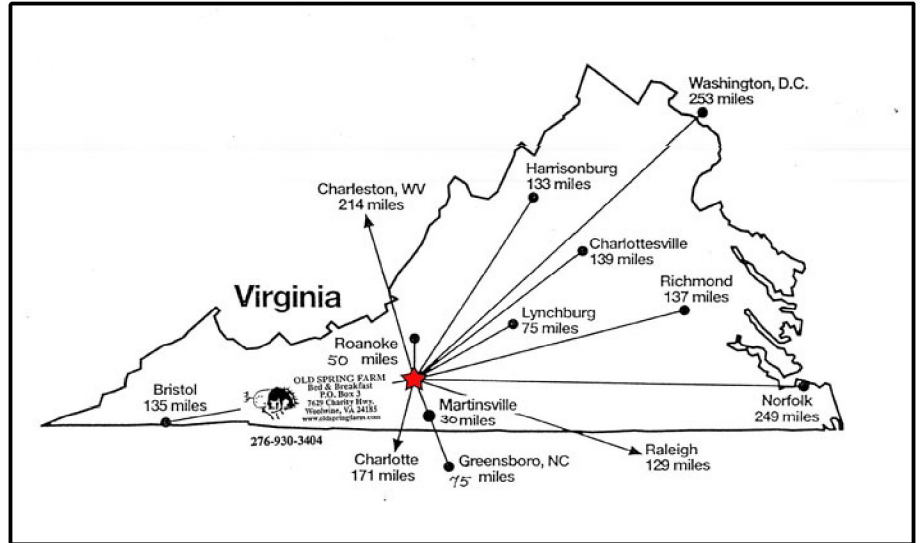 Washington, D.C.
253 miles
Harrisonburg
133 miles
Charleston, WV
214 miles
Charlottesville
139 miles
Richmond
137 miles
Virginia
Lynchburg
75 miles
Roanoke
50 miles
OLD SPRING FARM
Bed & Breakfast
P.O. Box 3
7629 Charity Hwy.
Woolwine, VA 24185
www.oldspringfarm.com
Bristol
135 miles
Martinsville
30 miles
Norfolk
249 miles
276-930-3404
Charlotte
171 miles
Greensboro, NC
75 miles
Raleigh
129 miles